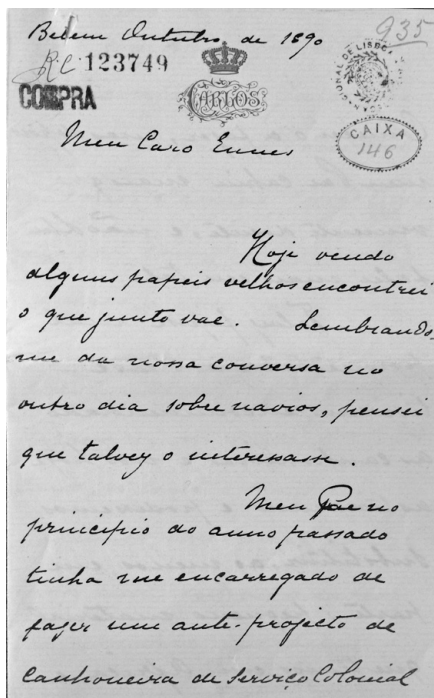 Belem Outubro de 1890
935
RC 123749
COMPRA
CARLOS
CAIXA
146
Meu Caro Ennes
Hoje vendo
alguns papeis velhos encontrei
o que junto vae. Lembrando-
me da nossa conversa no
outro dia sobre navios, pensei
que talvez o interessasse.
Meu Pae no
principio do anno passado
tinha me encarregado de
fazer um ante-projecto de
Canhoneira de Serviço Colonial